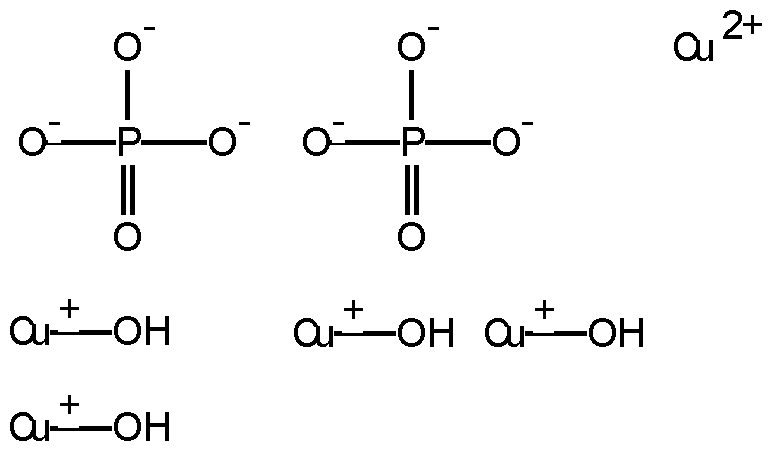 O⁻ O⁻ Cu²⁺
O⁻ P O⁻ O⁻ P O⁻
O O
Cu⁺ OH Cu⁺ OH Cu⁺ OH
Cu⁺ OH